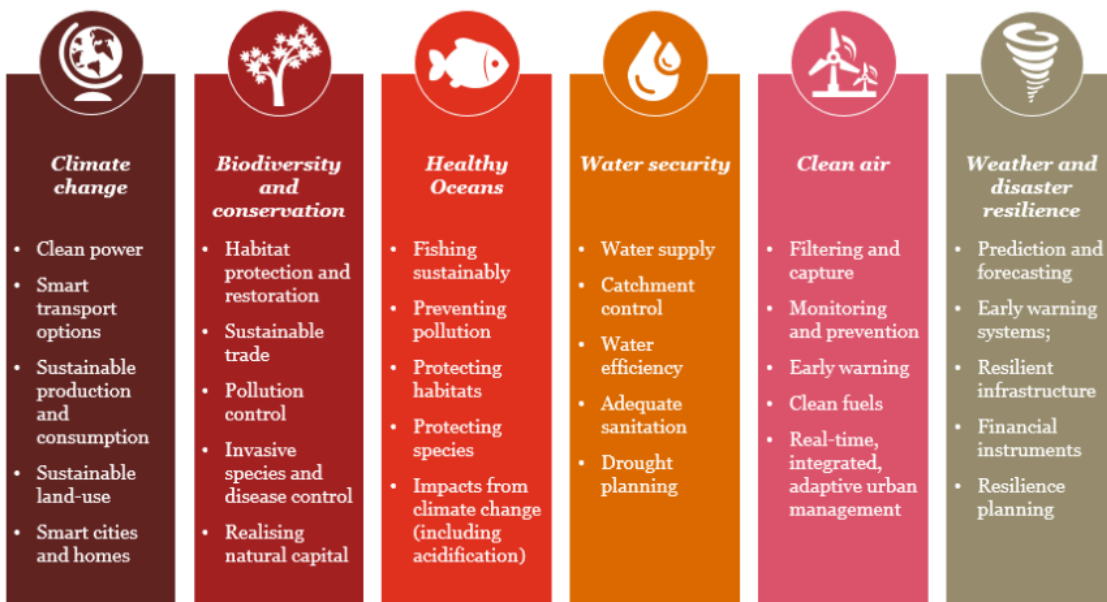 Climate
change
• Clean power
• Smart
transport
options
• Sustainable
production
and
consumption
• Sustainable
land-use
• Smart cities
and homes
Biodiversity
and
conservation
• Habitat
protection and
restoration
• Sustainable
trade
• Pollution
control
• Invasive
species and
disease control
• Realising
natural capital
Healthy
Oceans
• Fishing
sustainably
• Preventing
pollution
• Protecting
habitats
• Protecting
species
• Impacts from
climate change
(including
acidification)
Water security
• Water supply
• Catchment
control
• Water
efficiency
• Adequate
sanitation
• Drought
planning
Clean air
• Filtering and
capture
• Monitoring
and prevention
• Early warning
• Clean fuels
• Real-time,
integrated,
adaptive urban
management
Weather and
disaster
resilience
• Prediction and
forecasting
• Early warning
systems;
• Resilient
infrastructure
• Financial
instruments
• Resilience
planning